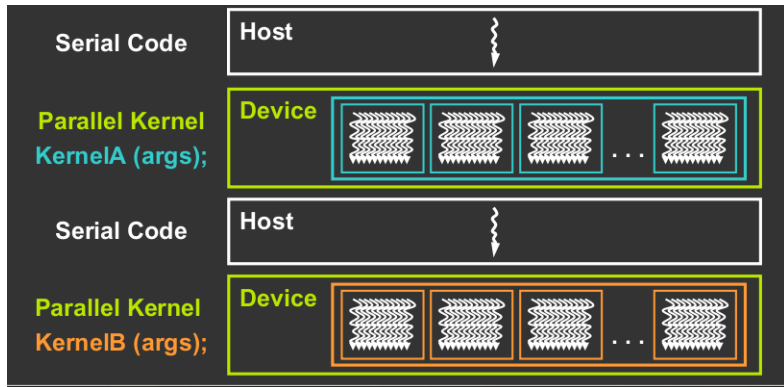 Serial Code
Host
Parallel Kernel
KernelA (args);
Device
. . .
Serial Code
Host
Parallel Kernel
KernelB (args);
Device
. . .